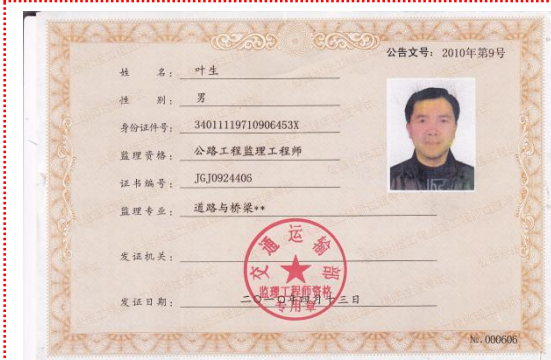 公告文号：2010年第9号
姓 名：叶生
性 别：男
身份证件号：34011119710906453X
监理资格：公路工程监理工程师
证书编号：JGJ0924405
监理专业：道路与桥梁**
发证机关：
交通运输部
监理工程师资格
专用章
发证日期：二〇一〇年四月十三日
No.000606